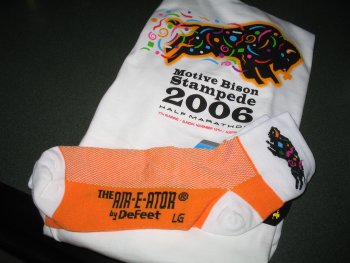 Motive Bison
Stampede
2006
HALF MARATHON
THE AIR-E-ATOR®
by DeFeet LG